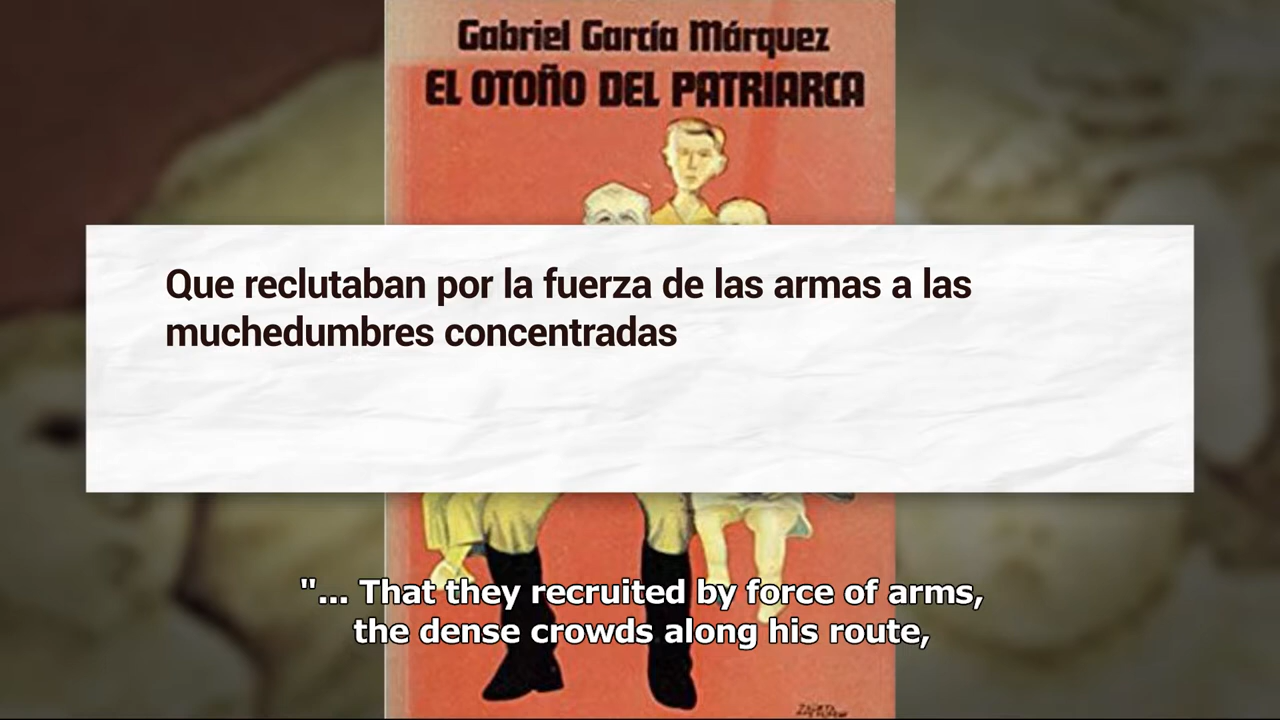 Gabriel García Márquez
EL OTOÑO DEL PATRIARCA
Que reclutaban por la fuerza de las armas a las
muchedumbres concentradas
"... That they recruited by force of arms,
the dense crowds along his route,